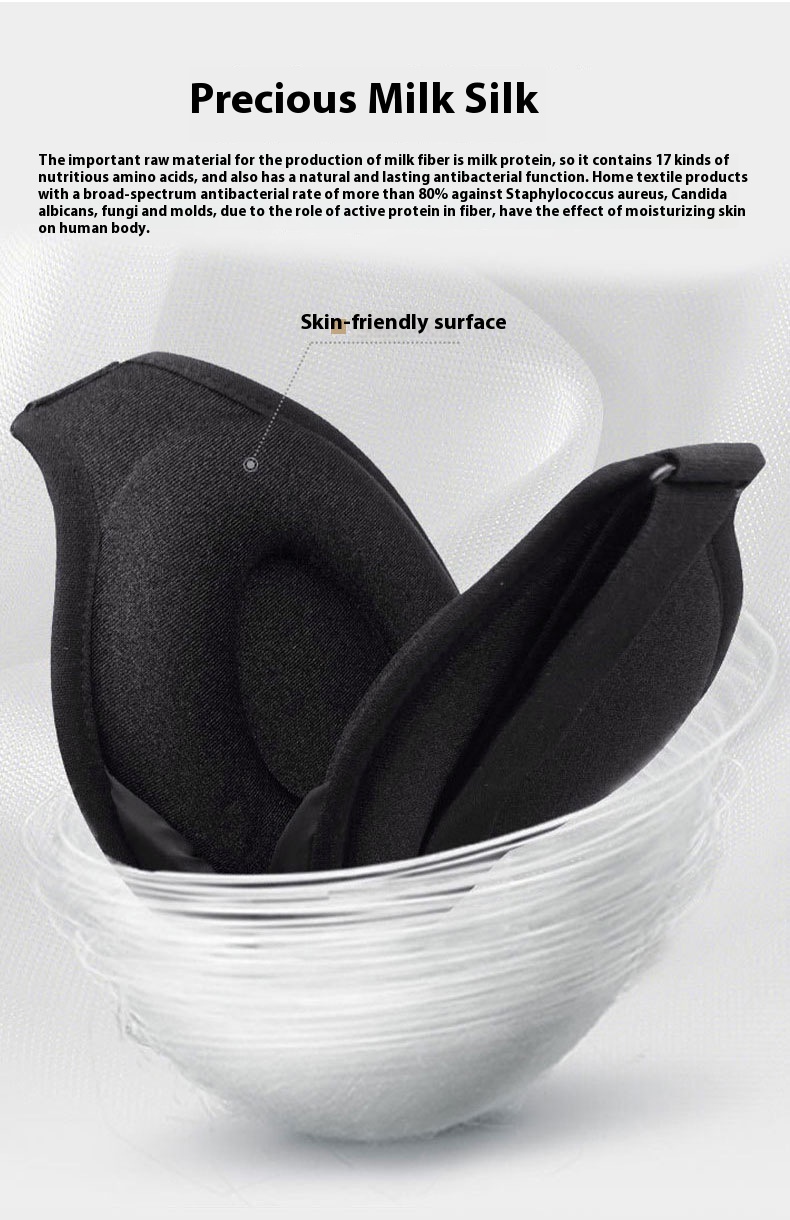 Precious Milk Silk
The important raw material for the production of milk fiber is milk protein, so it contains 17 kinds of
nutritious amino acids, and also has a natural and lasting antibacterial function. Home textile products
with a broad-spectrum antibacterial rate of more than 80% against Staphylococcus aureus, Candida
albicans, fungi and molds, due to the role of active protein in fiber, have the effect of moisturizing skin
on human body.
Skin-friendly surface